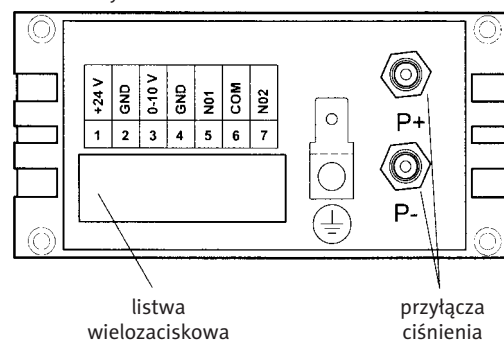 +24 V GND 0-10 V GND N01 COM N02
1 2 3 4 5 6 7
P+
P-
listwa
wielozaciskowa
przyłącza
ciśnienia